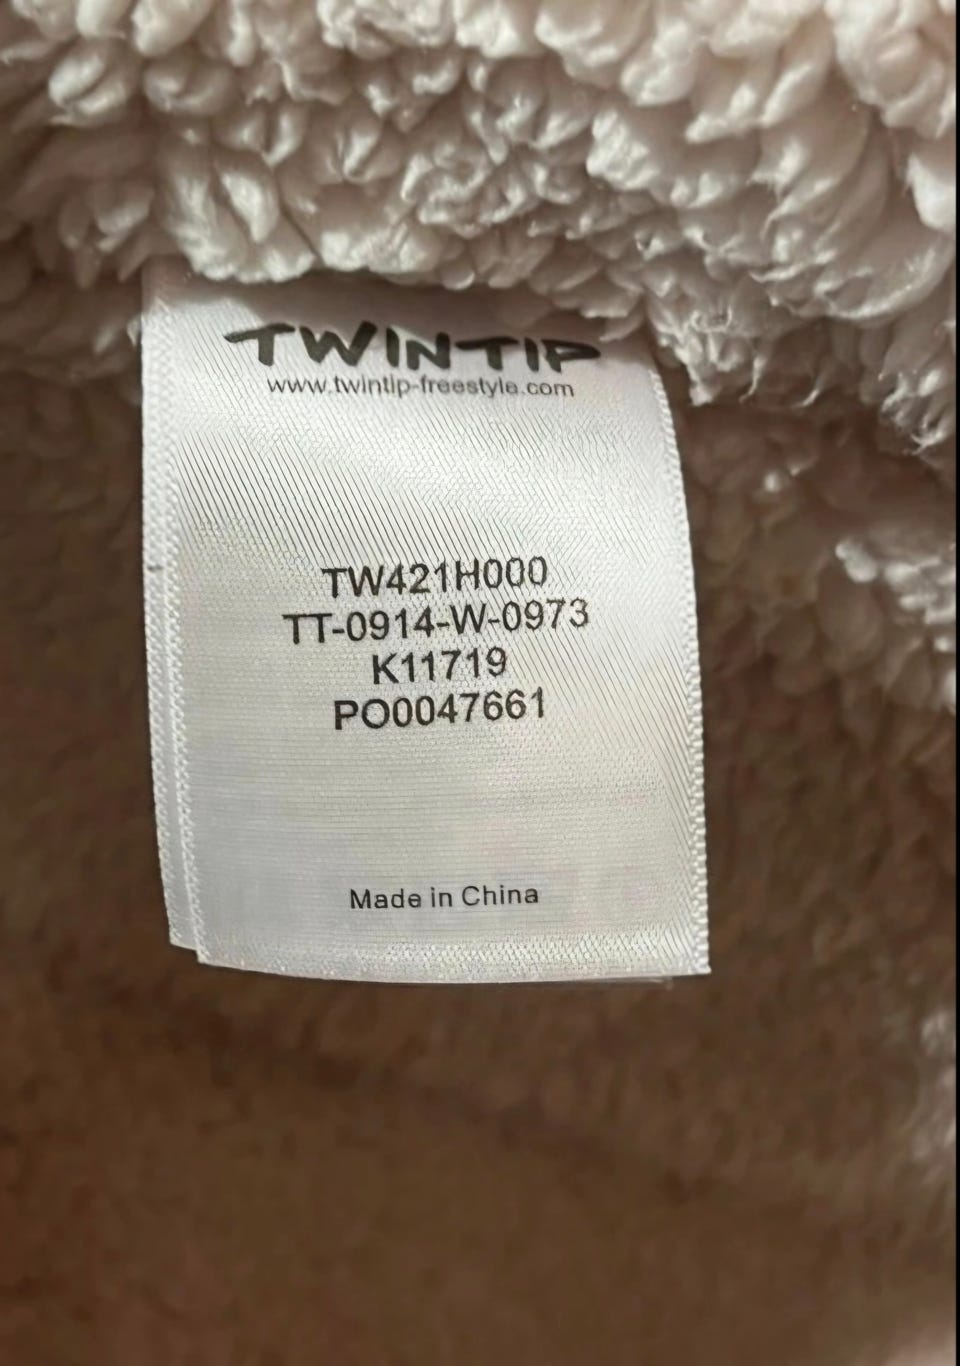 TWINTIP
www.twintip-freestyle.com
TW421H000
TT-0914-W-0973
K11719
PO0047661
Made in China